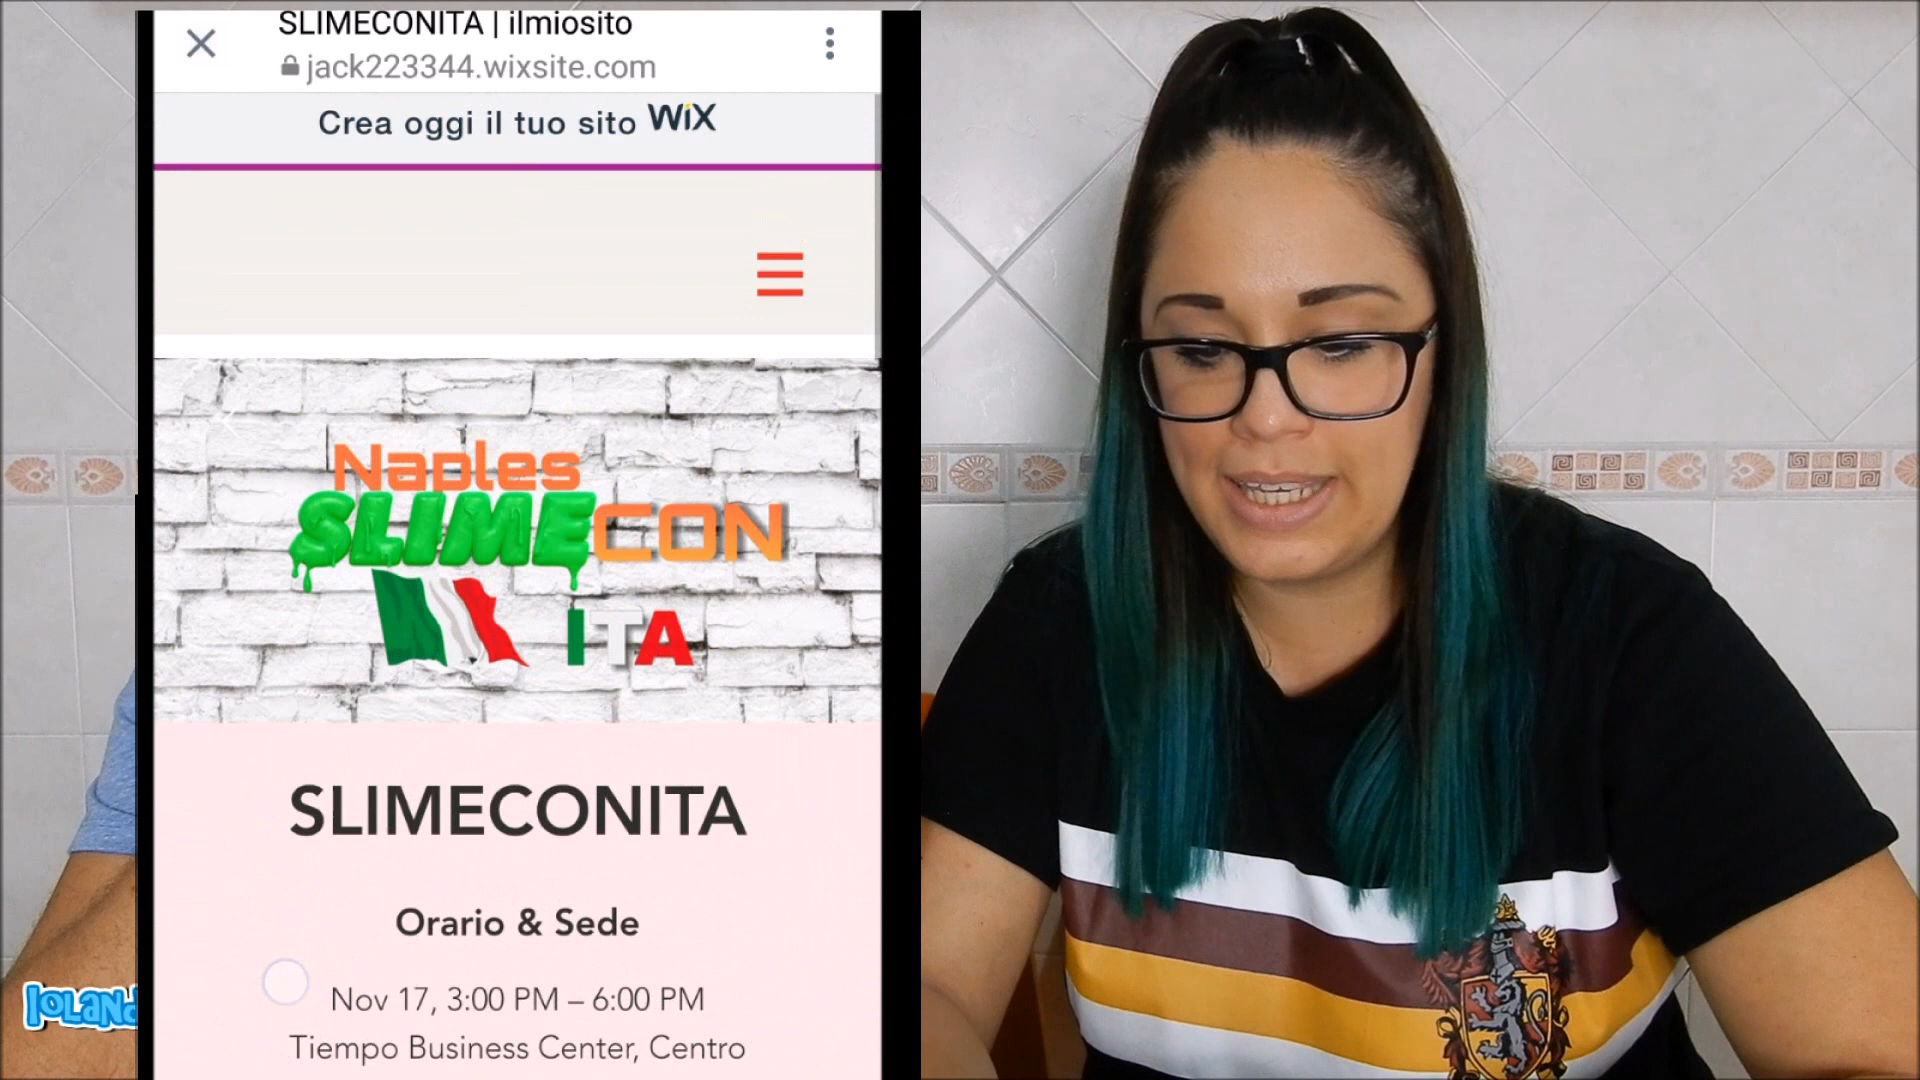 SLIMECONITA | ilmiosito
jack223344.wixsite.com
Crea oggi il tuo sito WiX
Naples
SLIMECON
ITA
SLIMECONITA
Orario & Sede
Nov 17, 3:00 PM – 6:00 PM
Tiempo Business Center, Centro